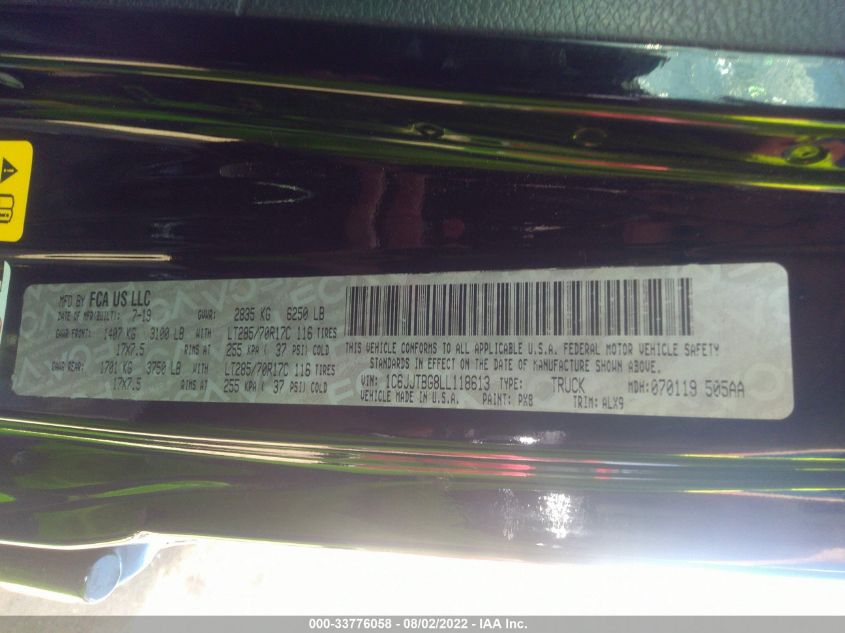 MFD BY FCA US LLC
DATE OF MFR(BUILT): 7-19 GVWR: 2835 KG 6250 LB
GAWR FRONT: 1407 KG 3100 LB WITH LT285/70R17C 116 TIRES
17X7.5 RIMS AT 255 KPA ( 37 PSI) COLD
GAWR REAR: 1701 KG 3750 LB WITH LT285/70R17C 116 TIRES
17X7.5 RIMS AT 255 KPA ( 37 PSI) COLD
THIS VEHICLE CONFORMS TO ALL APPLICABLE U.S.A. FEDERAL MOTOR VEHICLE SAFETY
STANDARDS IN EFFECT ON THE DATE OF MANUFACTURE SHOWN ABOVE.
VIN: 1C6JJTBG8LL118613 TYPE: TRUCK MDH:070119 505AA
VEHICLE MADE IN U.S.A. PAINT: PX8 TRIM: ALX9
000-33776058 - 08/02/2022 - IAA Inc.